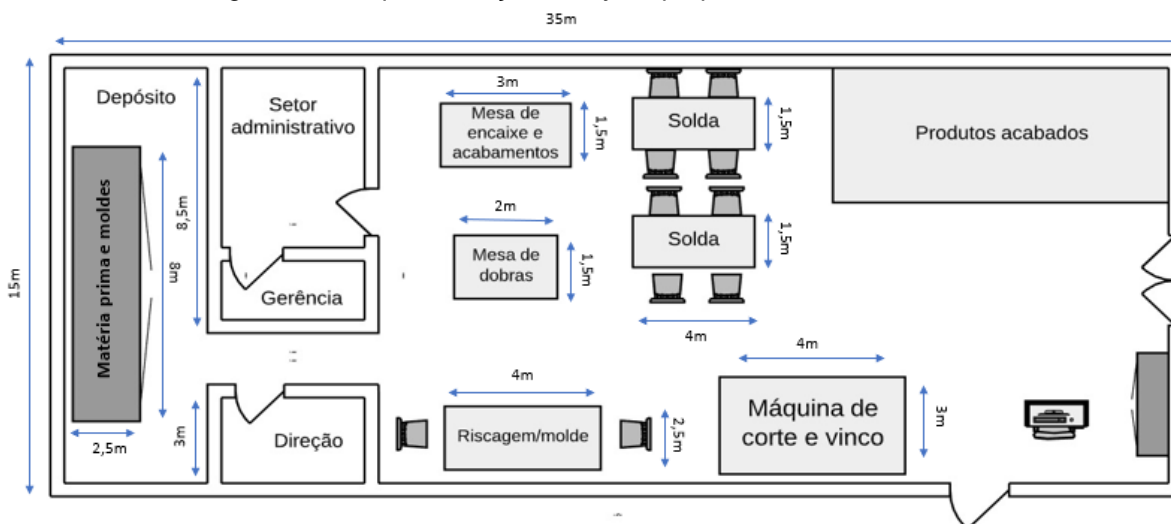 35m
15m
Depósito
Matéria prima e moldes
8m
2,5m
8,5m
Setor
administrativo
Gerência
3m
Direção
3m
Mesa de
encaixe e
acabamentos
1,5m
2m
Mesa de
dobras
1,5m
4m
Riscagem/molde
2,5m
Solda
1,5m
Solda
1,5m
4m
4m
Máquina de
corte e vinco
3m
Produtos acabados